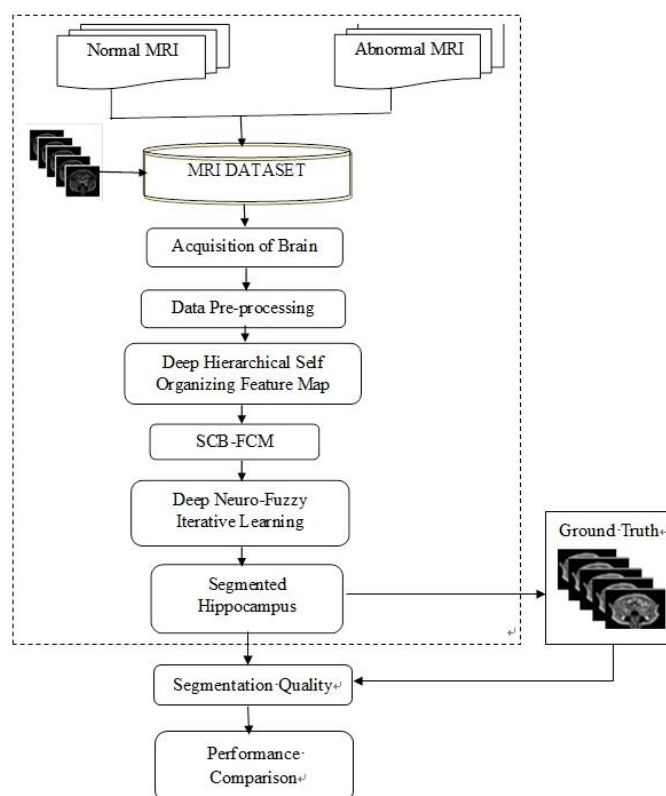 Normal MRI
Abnormal MRI
MRI DATASET
Acquisition of Brain
Data Pre-processing
Deep Hierarchical Self
Organizing Feature Map
SCB-FCM
Deep Neuro-Fuzzy
Iterative Learning
Segmented
Hippocampus
Ground·Truth↵
↵
Segmentation·Quality↵
Performance·
Comparison↵